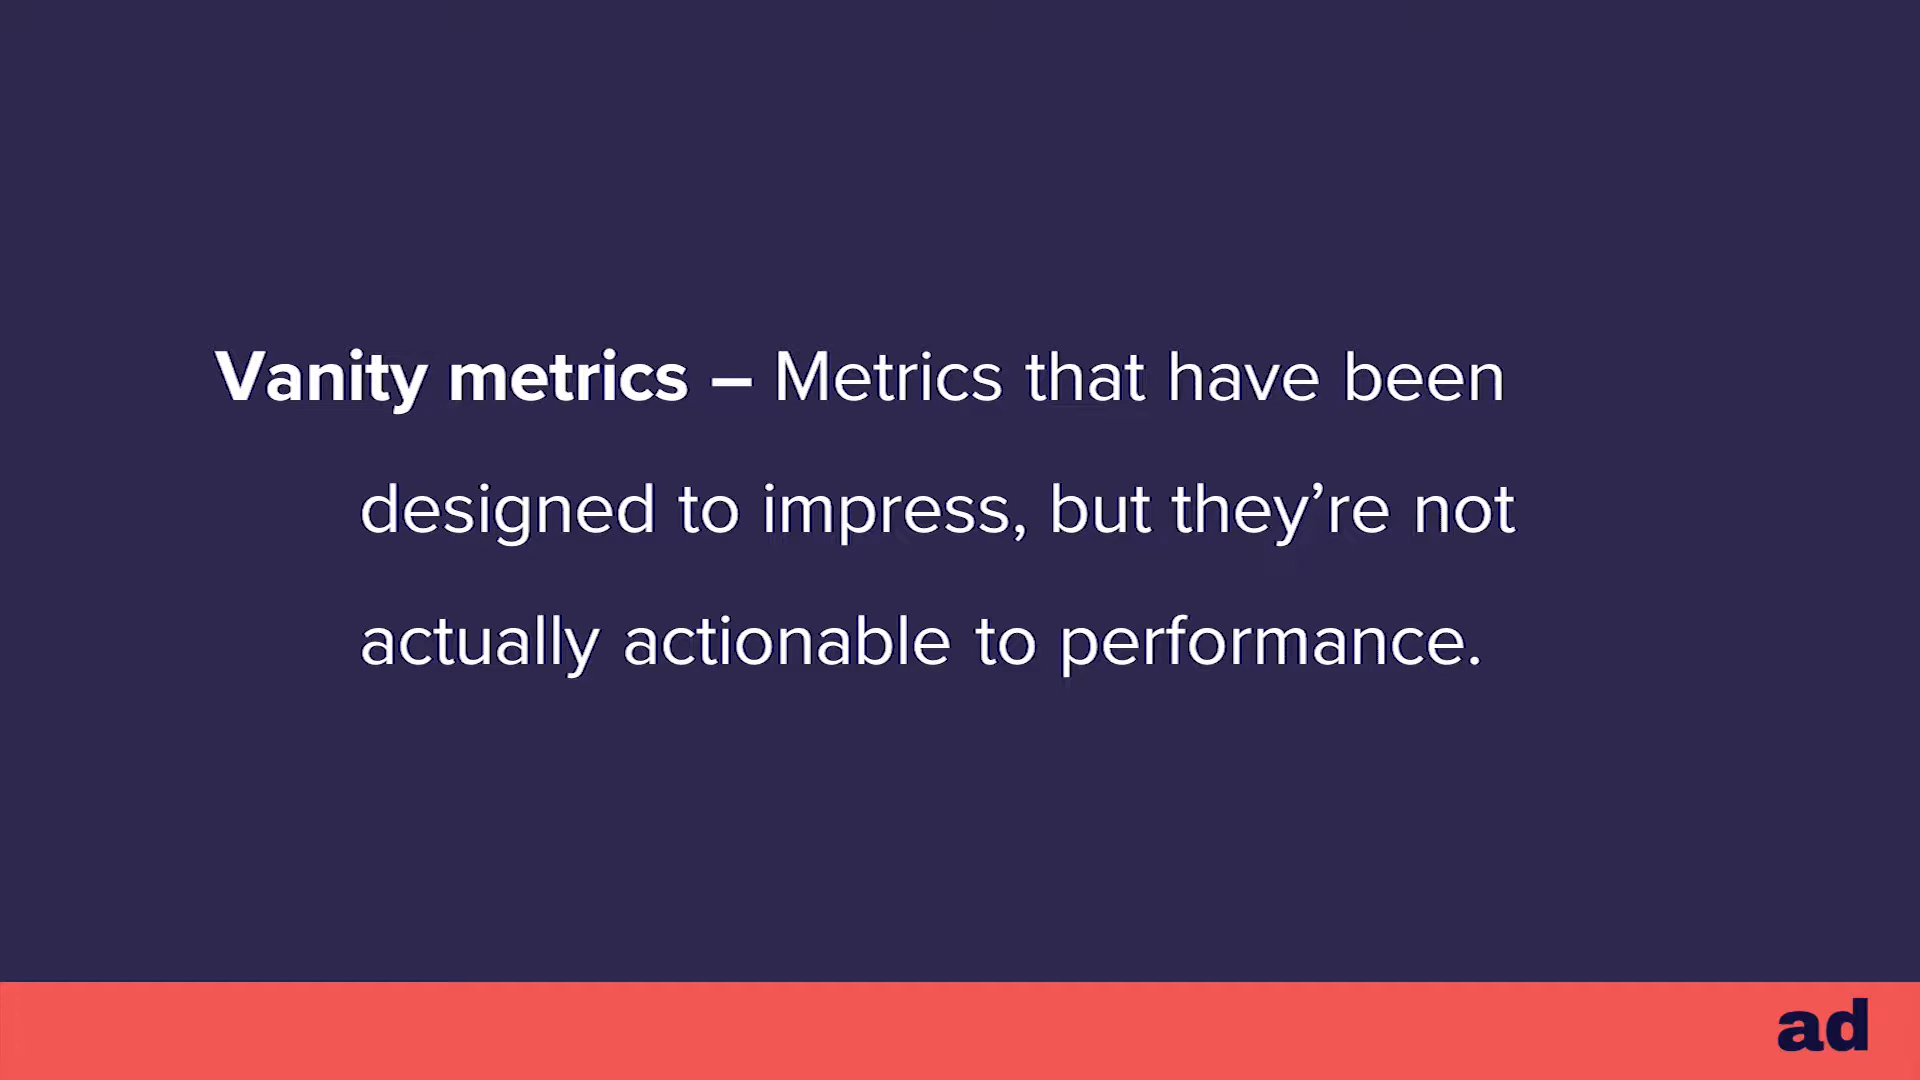 Vanity metrics – Metrics that have been
designed to impress, but they’re not
actually actionable to performance.
ad